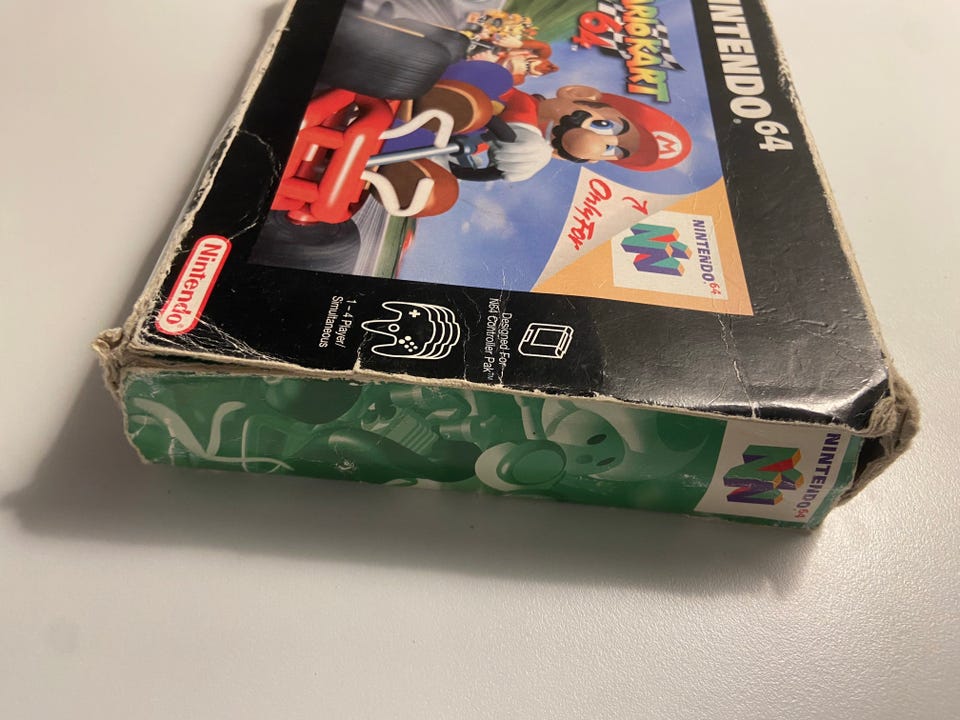 MARIO KART
64
NINTENDO 64
Only For
NINTENDO 64
Nintendo
1 - 4 Player/
Simultaneous
Designed For
N64 Controller Pak™
NINTENDO 64